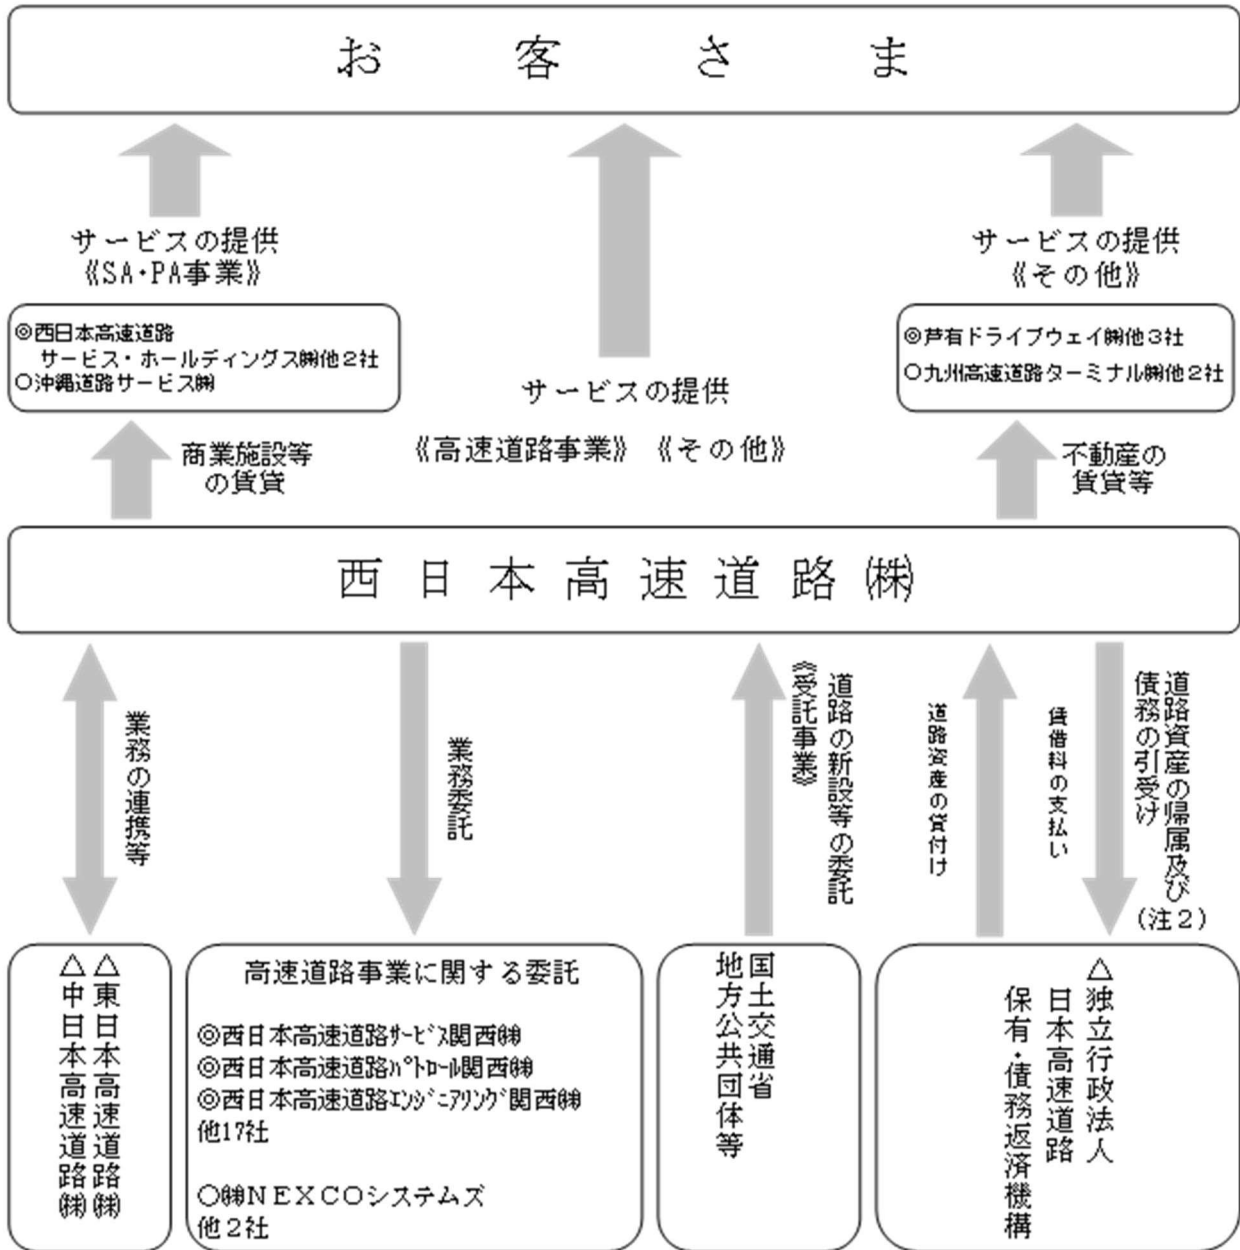 お客さま
サービスの提供
《SA・PA事業》
サービスの提供
《その他》
◎西日本高速道路
サービス・ホールディングス㈱他２社
○沖縄道路サービス㈱
◎芦有ドライブウェイ㈱他３社
○九州高速道路ターミナル㈱他２社
サービスの提供
《高速道路事業》《その他》
商業施設等
の賃貸
不動産の
賃貸等
西日本高速道路㈱
業務の連携等
業務委託
道路の新設等の委託
《受託事業》
道路資産の貸付け
賃借料の支払い
道路資産の帰属及び
債務の引受け
(注２)
△東日本高速道路㈱
△中日本高速道路㈱
高速道路事業に関する委託
◎西日本高速道路ｻｰﾋﾞｽ関西㈱
◎西日本高速道路ﾊﾟﾄﾛｰﾙ関西㈱
◎西日本高速道路ｴﾝｼﾞﾆｱﾘﾝｸﾞ関西㈱
他17社
○㈱ＮＥＸＣＯシステムズ
他２社
国土交通省
地方公共団体等
△独立行政法人
日本高速道路
保有・債務返済機構